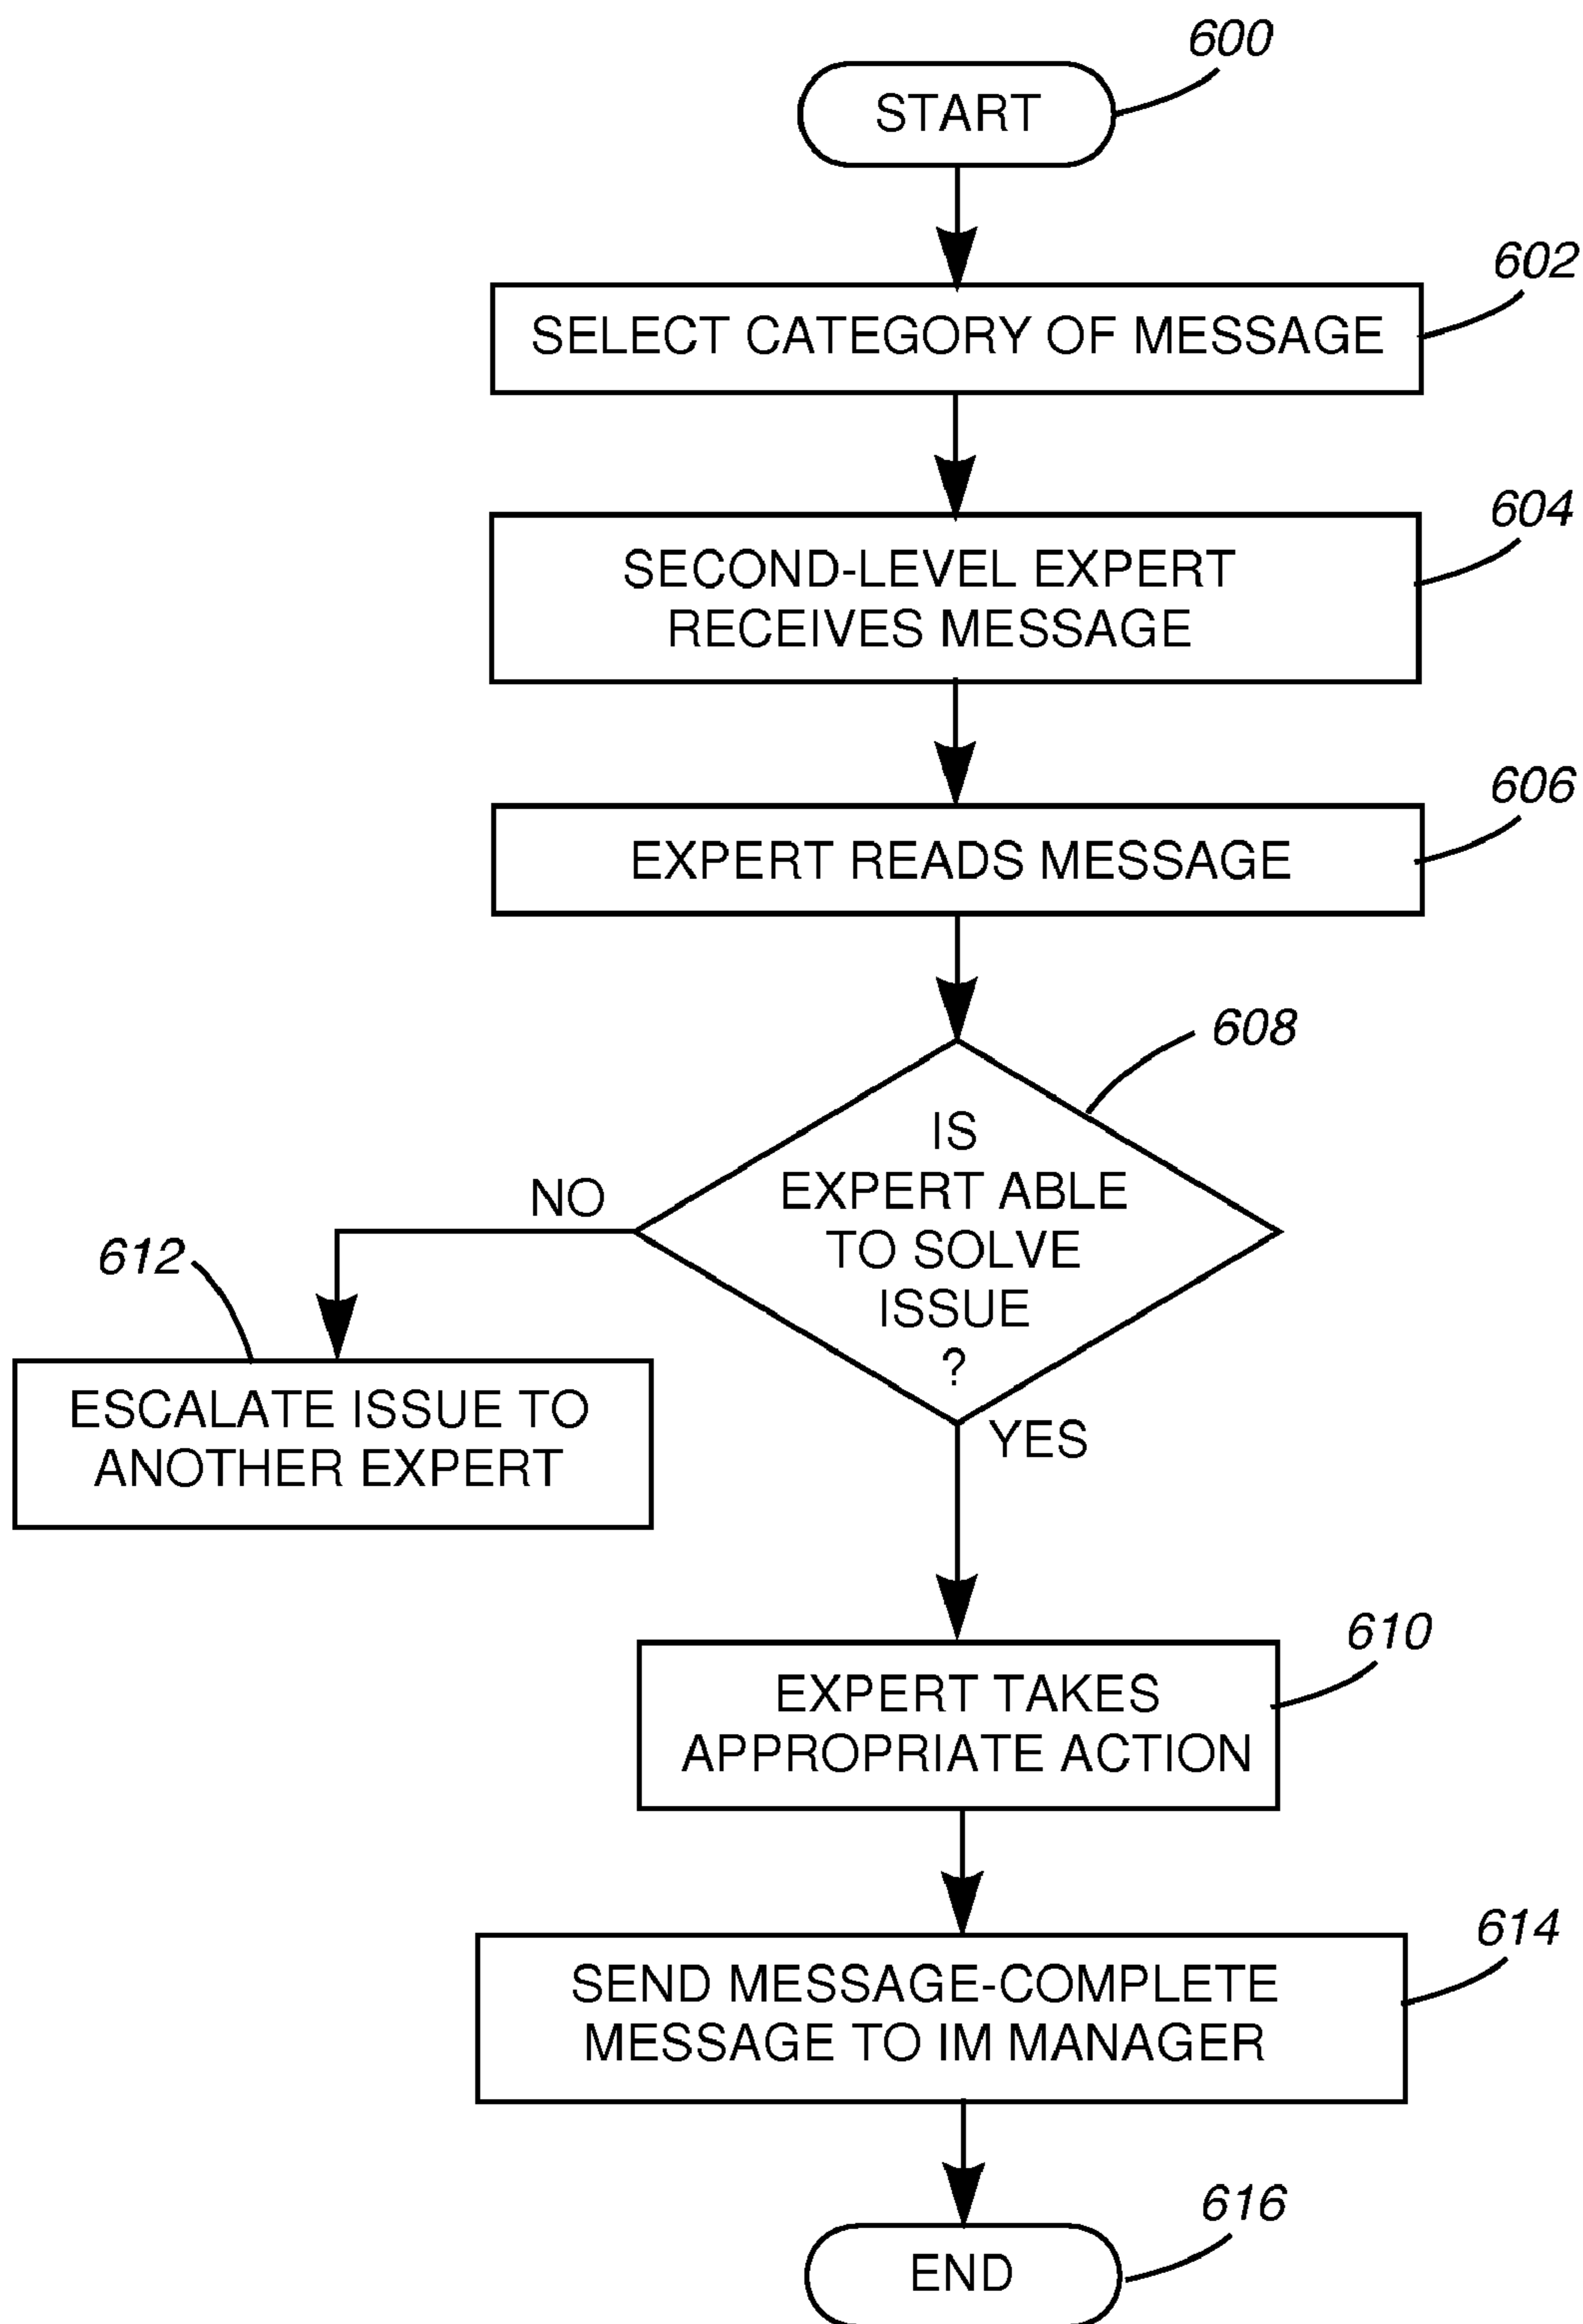 600
START
602
SELECT CATEGORY OF MESSAGE
604
SECOND-LEVEL EXPERT
RECEIVES MESSAGE
606
EXPERT READS MESSAGE
608
IS
EXPERT ABLE
TO SOLVE
ISSUE
?
NO
612
ESCALATE ISSUE TO
ANOTHER EXPERT
YES
610
EXPERT TAKES
APPROPRIATE ACTION
614
SEND MESSAGE-COMPLETE
MESSAGE TO IM MANAGER
616
END